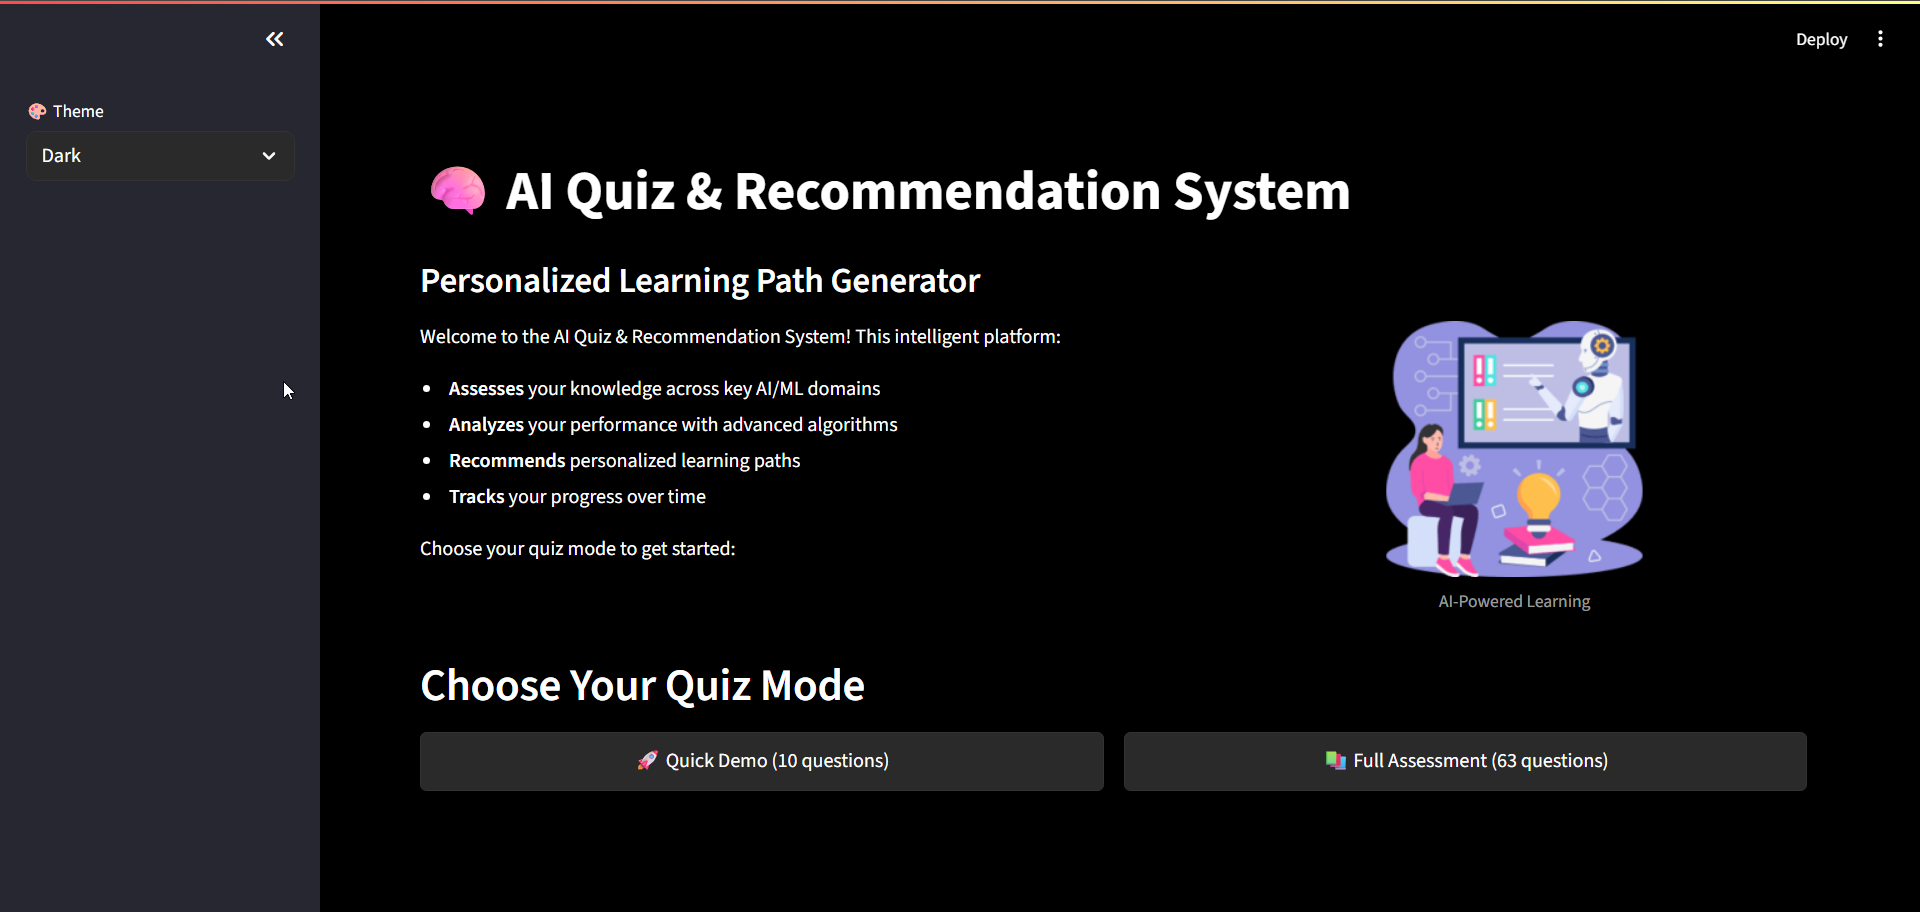 Deploy
🎨 Theme
Dark
🧠 AI Quiz & Recommendation System
Personalized Learning Path Generator
Welcome to the AI Quiz & Recommendation System! This intelligent platform:
• Assesses your knowledge across key AI/ML domains
• Analyzes your performance with advanced algorithms
• Recommends personalized learning paths
• Tracks your progress over time
Choose your quiz mode to get started:
AI-Powered Learning
Choose Your Quiz Mode
🚀 Quick Demo (10 questions)
📚 Full Assessment (63 questions)